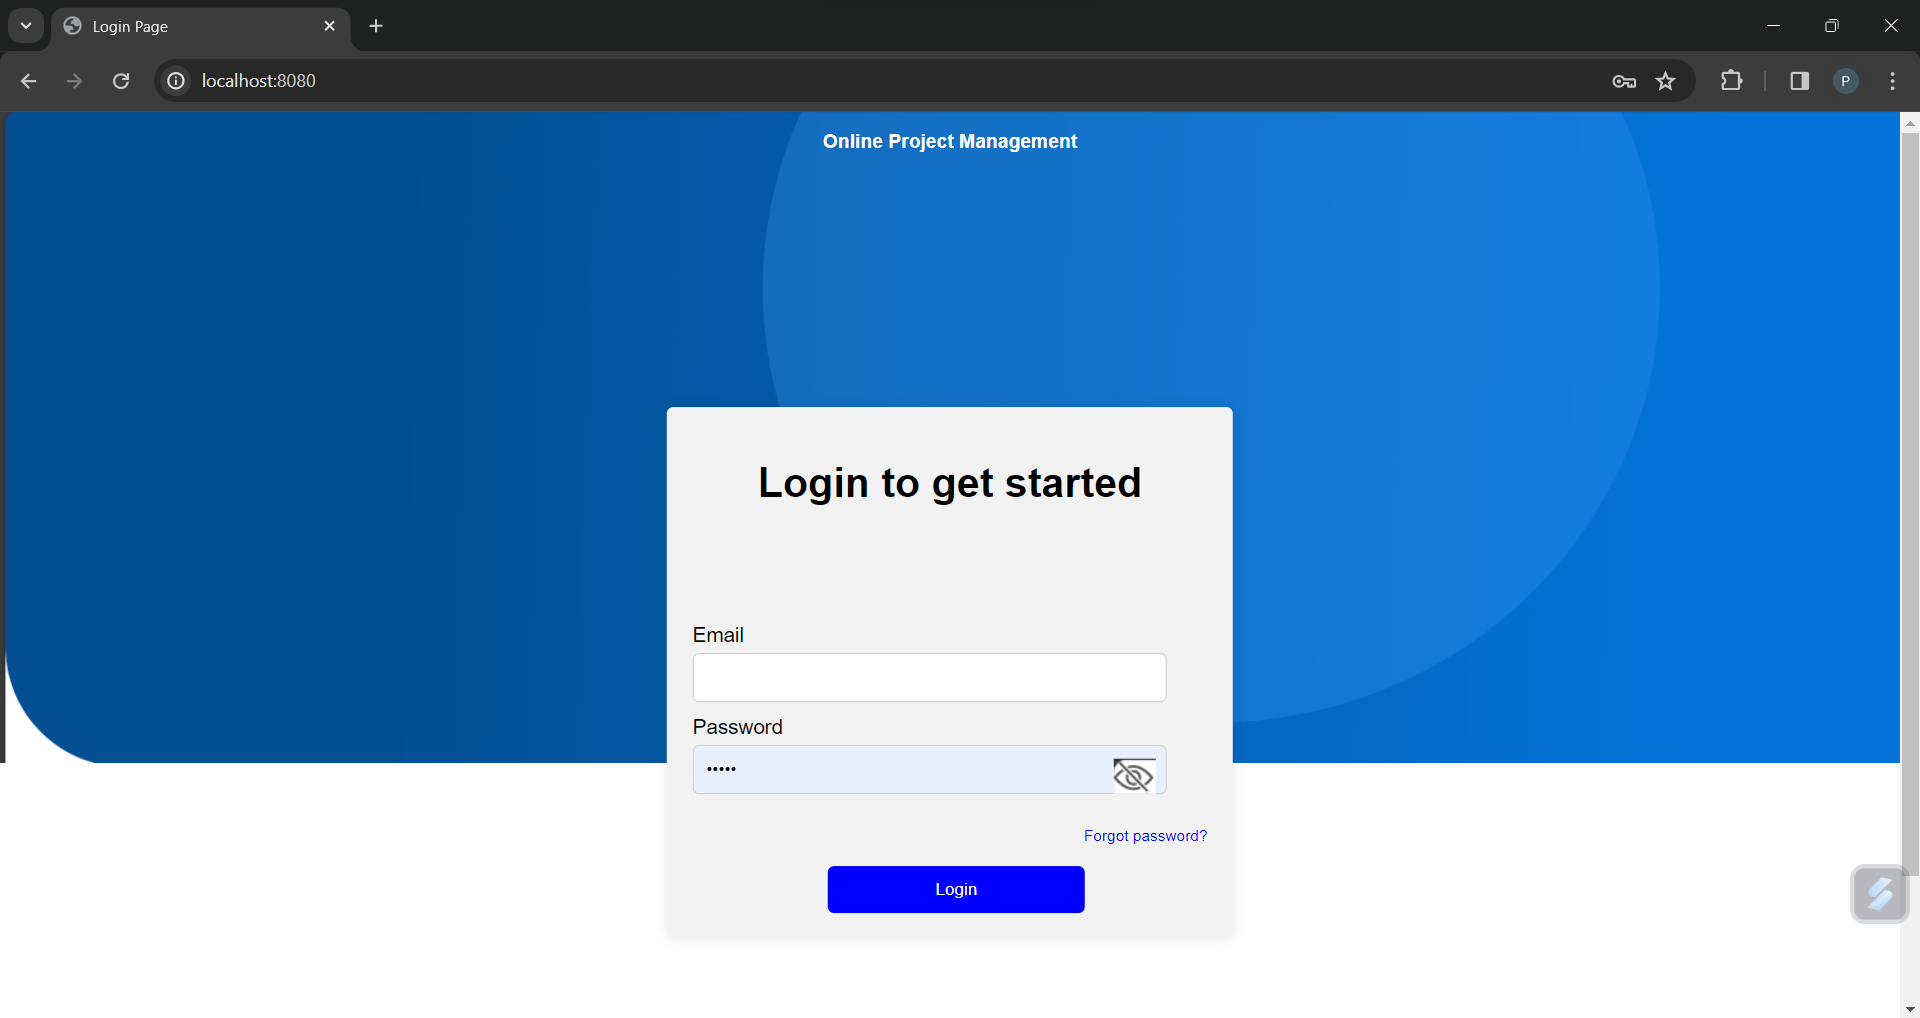 Login Page
localhost:8080
P
Online Project Management
Login to get started
Email
Password
•••••
Forgot password?
Login